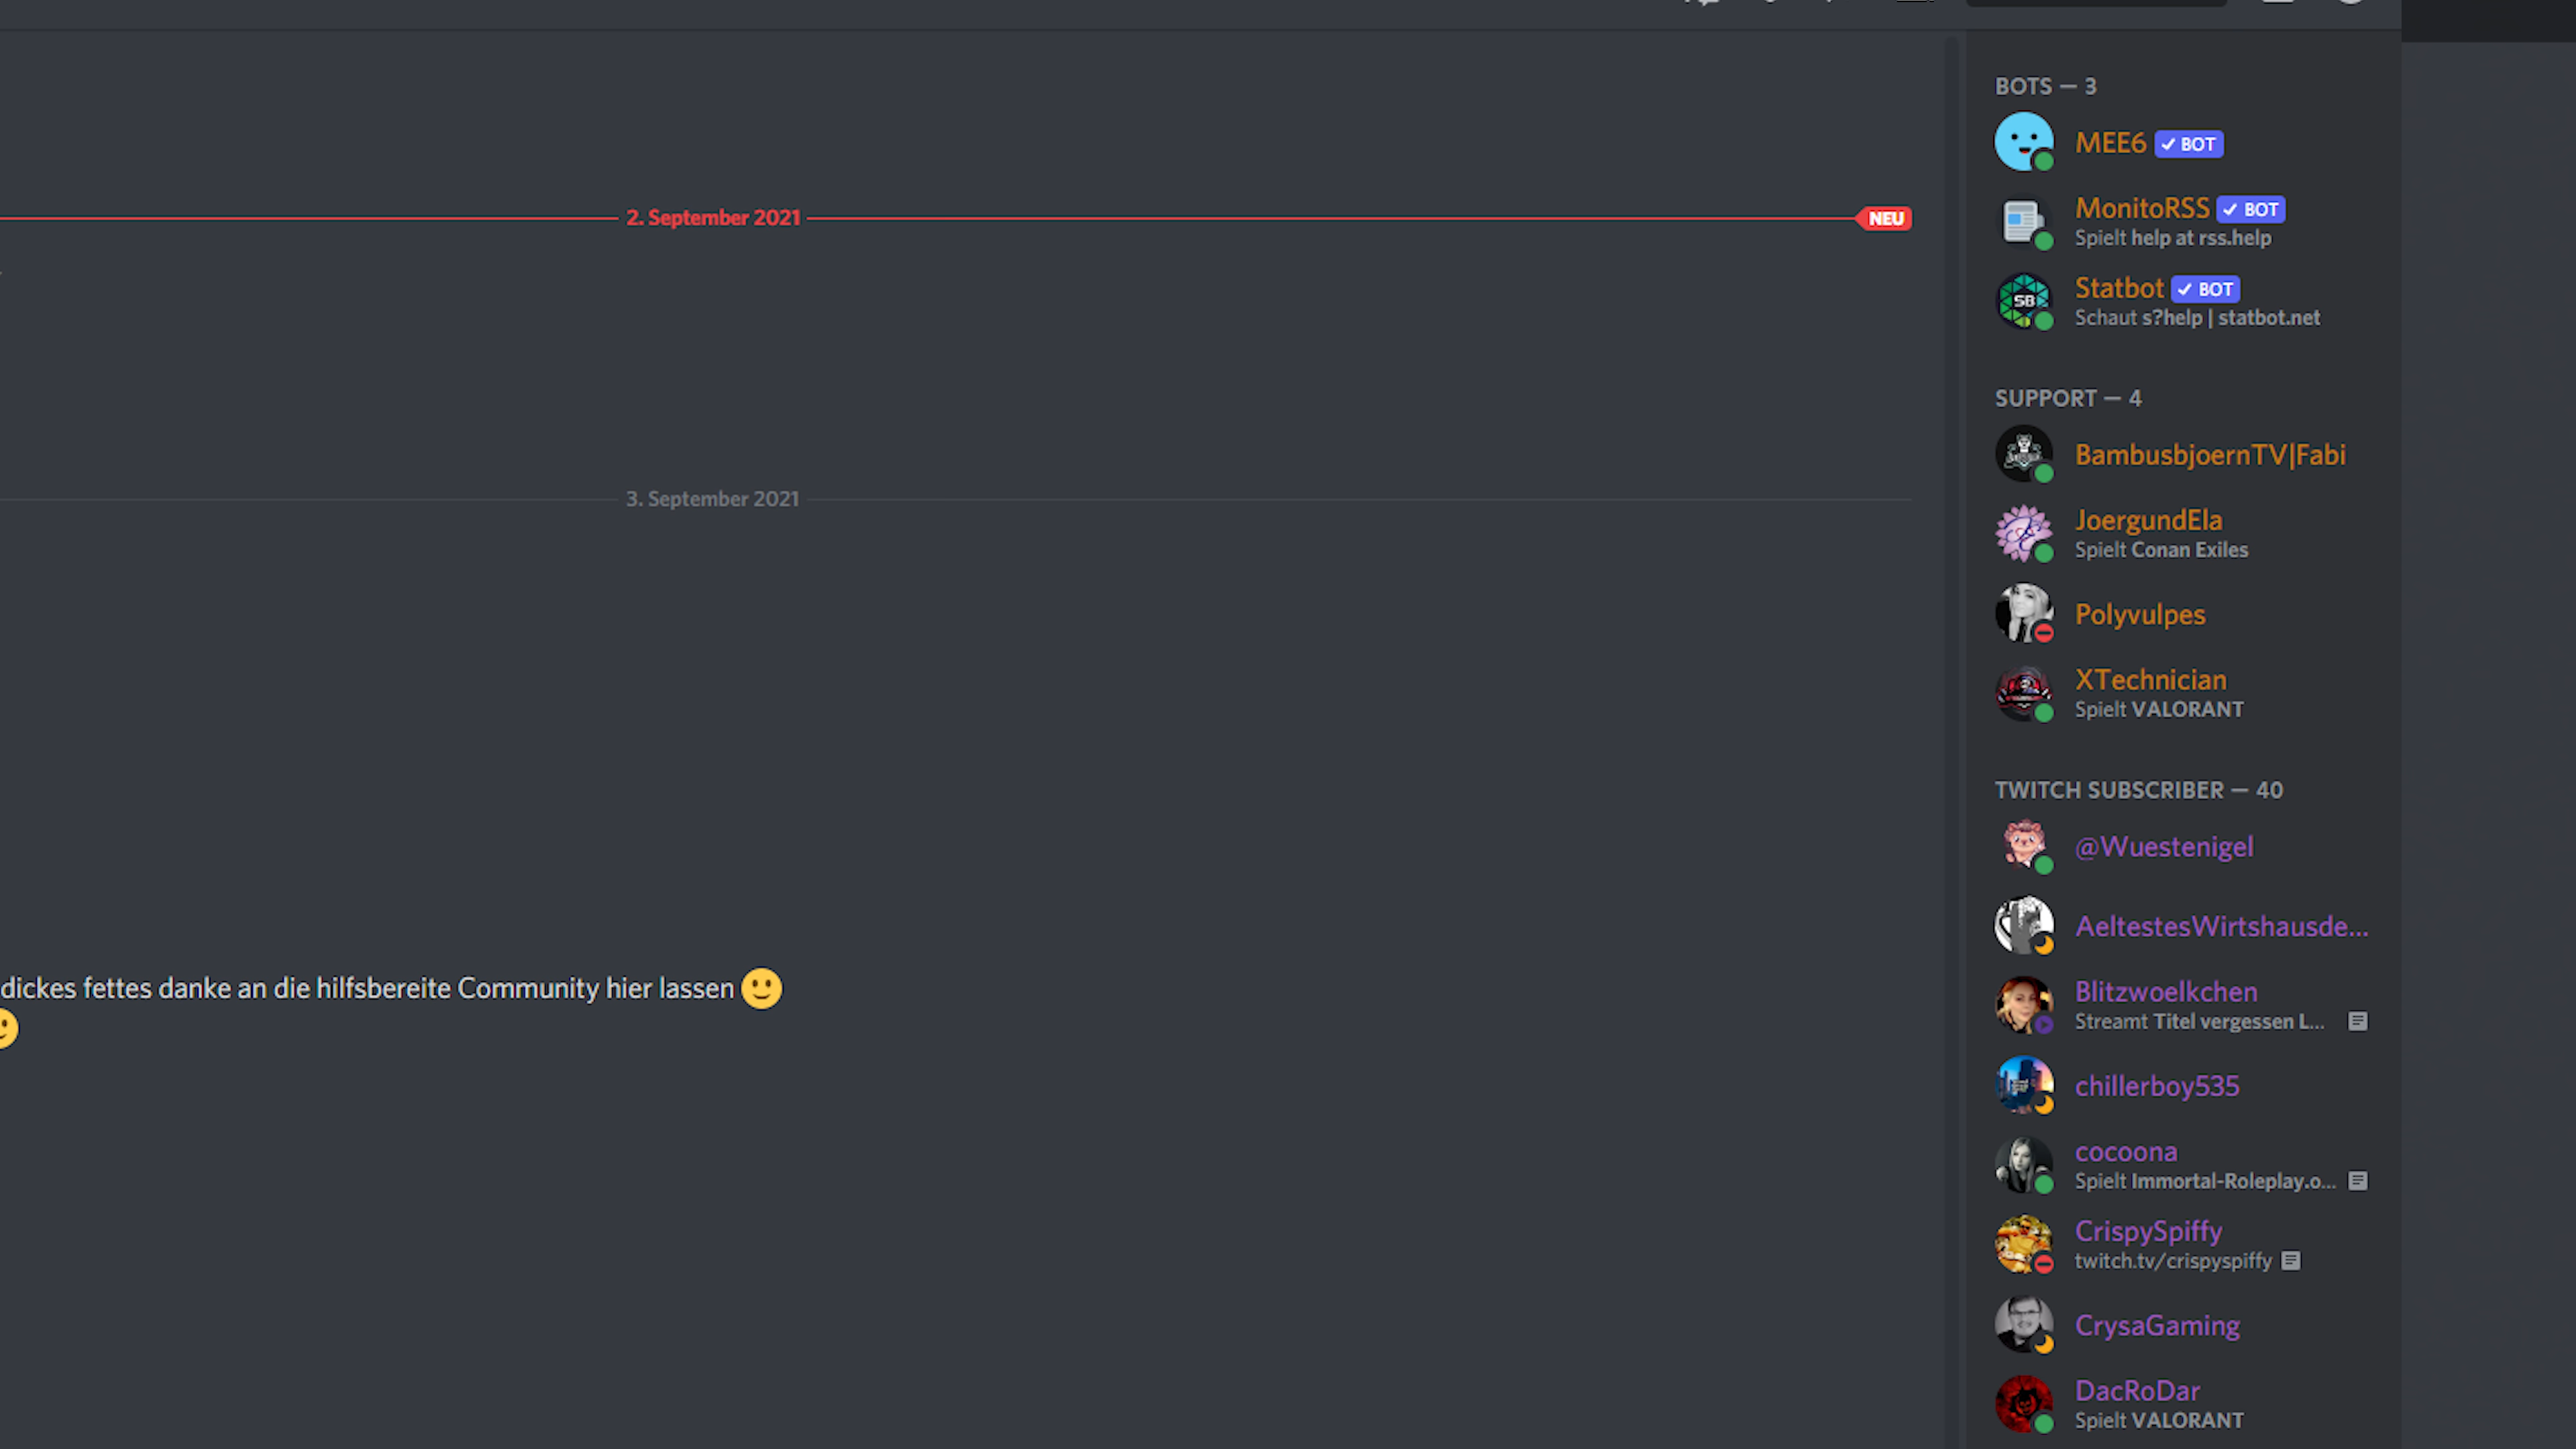 2. September 2021
NEU
3. September 2021
dickes fettes danke an die hilfsbereite Community hier lassen
BOTS — 3
MEE6 ✓ BOT
MonitoRSS ✓ BOT
Spielt help at rss.help
SB
Statbot ✓ BOT
Schaut s?help | statbot.net
SUPPORT — 4
BambusbjoernTV|Fabi
JoergundEla
Spielt Conan Exiles
Polyvulpes
XTechnician
Spielt VALORANT
TWITCH SUBSCRIBER — 40
@Wuestenigel
AeltestesWirtshausde...
Blitzwoelkchen
Streamt Titel vergessen L...
chillerboy535
cocoona
Spielt Immortal-Roleplay.o...
CrispySpiffy
twitch.tv/crispyspiffy
CrysaGaming
DacRoDar
Spielt VALORANT